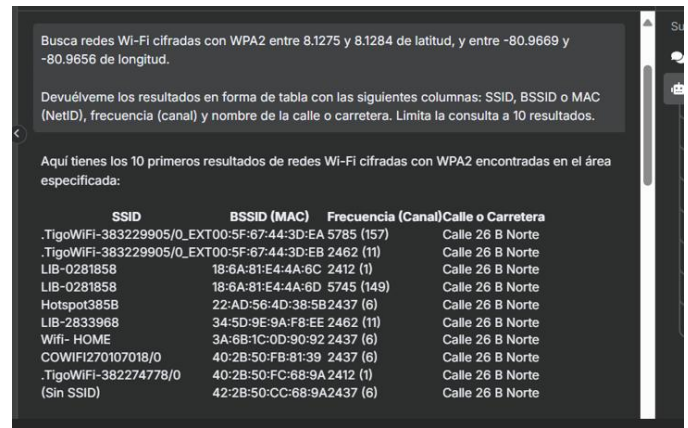 Su
Busca redes Wi-Fi cifradas con WPA2 entre 8.1275 y 8.1284 de latitud, y entre -80.9669 y
-80.9656 de longitud.
Devuélveme los resultados en forma de tabla con las siguientes columnas: SSID, BSSID o MAC
(NetID), frecuencia (canal) y nombre de la calle o carretera. Limita la consulta a 10 resultados.
Aquí tienes los 10 primeros resultados de redes Wi-Fi cifradas con WPA2 encontradas en el área
especificada:
SSID BSSID (MAC) Frecuencia (Canal)Calle o Carretera
.TigoWiFi-383229905/0_EXT00:5F:67:44:3D:EA 5785 (157) Calle 26 B Norte
.TigoWiFi-383229905/0_EXT00:5F:67:44:3D:EB 2462 (11) Calle 26 B Norte
LIB-0281858 18:6A:81:E4:4A:6C 2412 (1) Calle 26 B Norte
LIB-0281858 18:6A:81:E4:4A:6D 5745 (149) Calle 26 B Norte
Hotspot385B 22:AD:56:4D:38:5B2437 (6) Calle 26 B Norte
LIB-2833968 34:5D:9E:9A:F8:EE 2462 (11) Calle 26 B Norte
Wifi- HOME 3A:6B:1C:0D:90:92 2437 (6) Calle 26 B Norte
COWIFI270107018/0 40:2B:50:FB:81:39 2437 (6) Calle 26 B Norte
.TigoWiFi-382274778/0 40:2B:50:FC:68:9A 2412 (1) Calle 26 B Norte
(Sin SSID) 42:2B:50:CC:68:9A2437 (6) Calle 26 B Norte